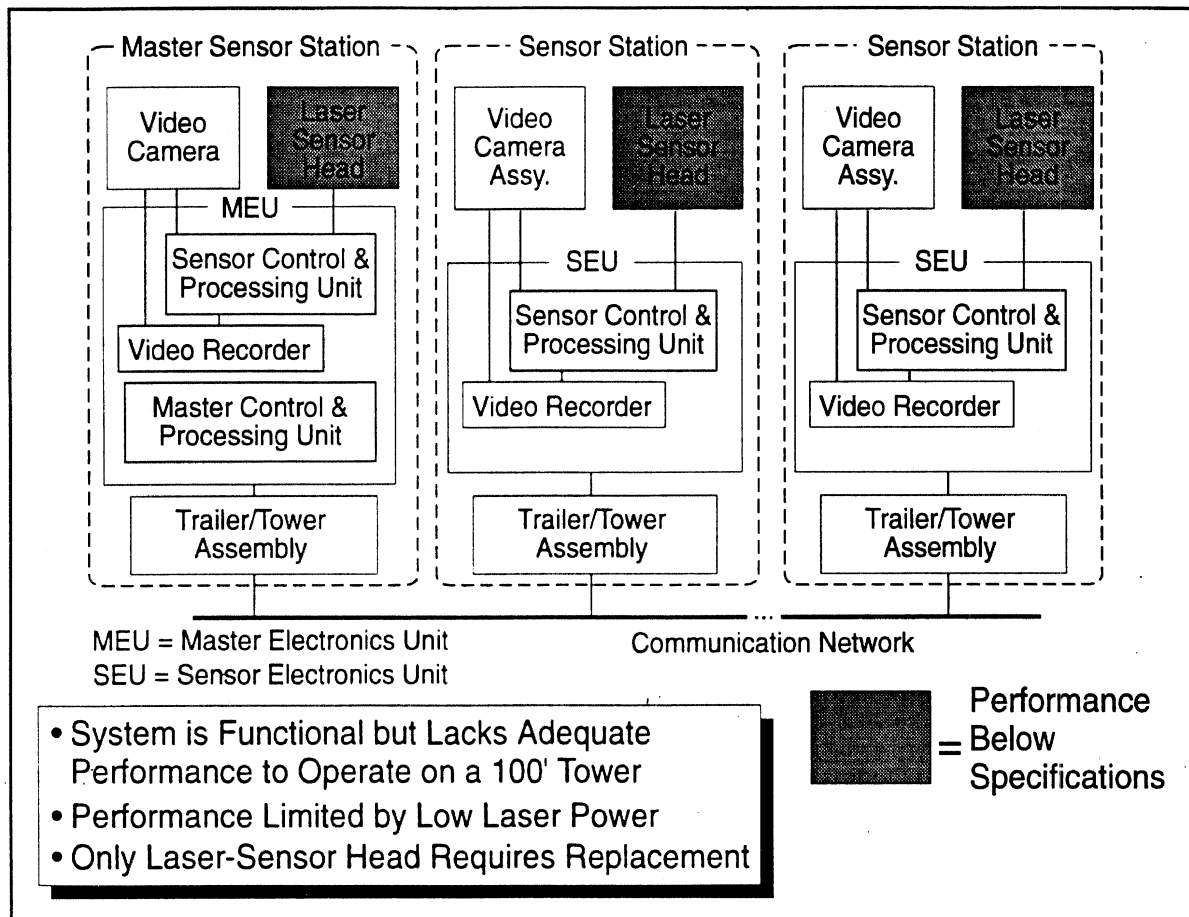 Master Sensor Station
Video
Camera
Laser
Sensor
Head
MEU
Sensor Control &
Processing Unit
Video Recorder
Master Control &
Processing Unit
Trailer/Tower
Assembly
Sensor Station
Video
Camera
Assy.
Laser
Sensor
Head
SEU
Sensor Control &
Processing Unit
Video Recorder
Trailer/Tower
Assembly
Sensor Station
Video
Camera
Assy.
Laser
Sensor
Head
SEU
Sensor Control &
Processing Unit
Video Recorder
Trailer/Tower
Assembly
...
Communication Network
MEU = Master Electronics Unit
SEU = Sensor Electronics Unit
• System is Functional but Lacks Adequate
Performance to Operate on a 100' Tower
• Performance Limited by Low Laser Power
• Only Laser-Sensor Head Requires Replacement
= Performance
Below
Specifications